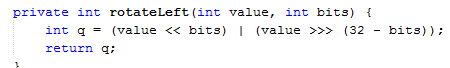 private int rotateLeft(int value, int bits) {
    int q = (value << bits) | (value >>> (32 - bits));
    return q;
}